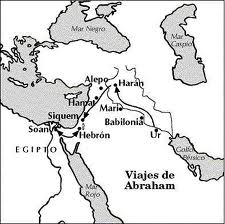 Mar Negro
Mar
Caspio
Alepo
Harán
Hamat
Mari
Siquem
Babilonia
Soan
Hebrón
Ur
EGIPTO
Golfo
Pérsico
Viajes de
Abraham
Mar
Rojo